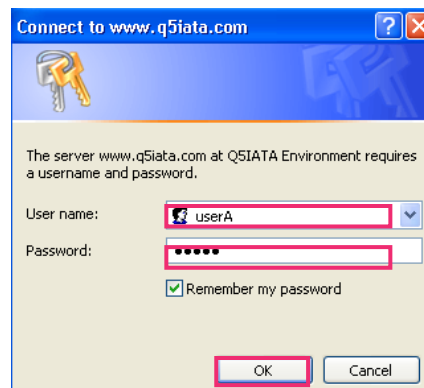 Connect to www.q5iata.com
The server www.q5iata.com at Q5IATA Environment requires
a username and password.
User name:
userA
Password:
•••••
Remember my password
OK
Cancel